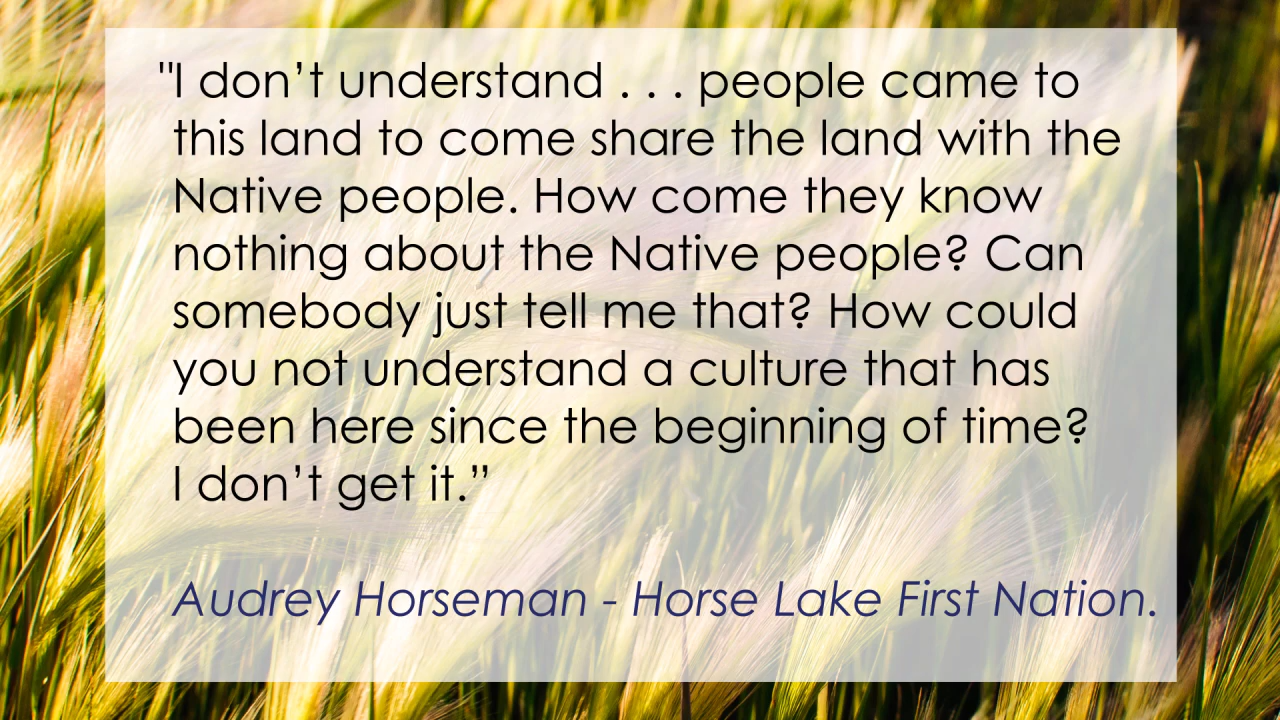 "I don’t understand . . . people came to
this land to come share the land with the
Native people. How come they know
nothing about the Native people? Can
somebody just tell me that? How could
you not understand a culture that has
been here since the beginning of time?
I don’t get it.”
Audrey Horseman - Horse Lake First Nation.